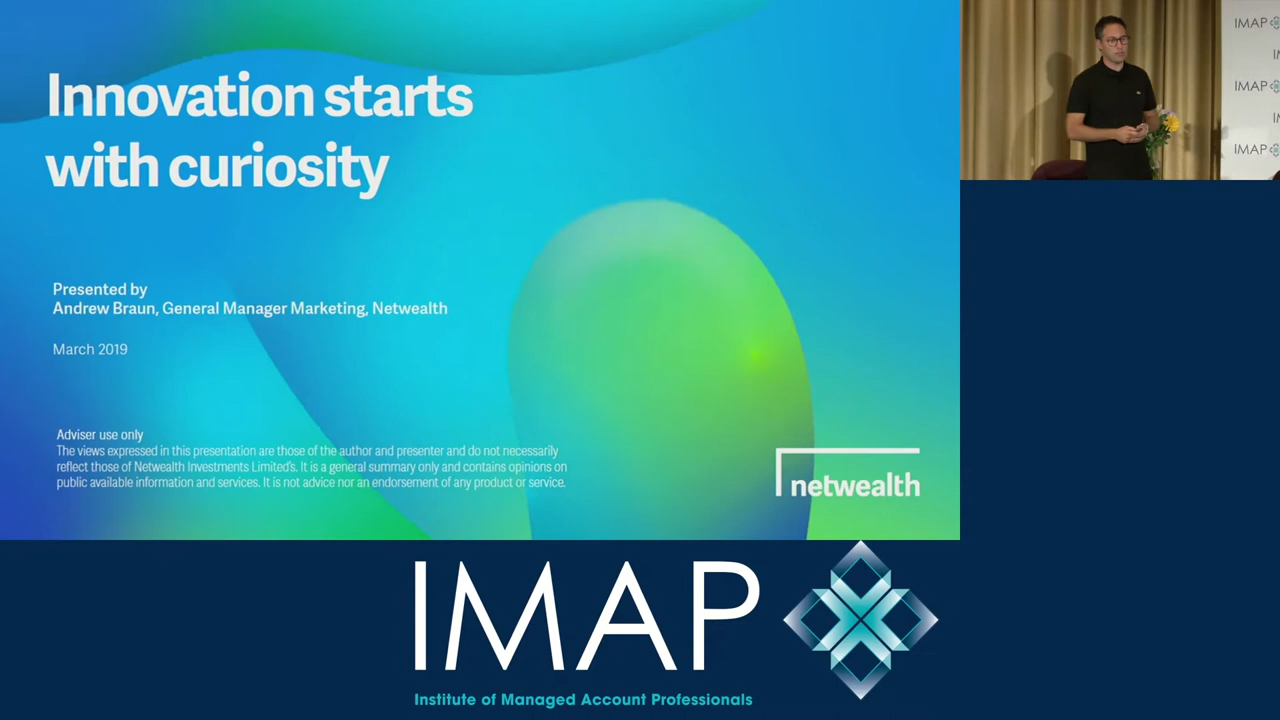 Innovation starts
with curiosity
Presented by
Andrew Braun, General Manager Marketing, Netwealth
March 2019
Adviser use only
The views expressed in this presentation are those of the author and presenter and do not necessarily
reflect those of Netwealth Investments Limited's. It is a general summary only and contains opinions on
public available information and services. It is not advice nor an endorsement of any product or service.
netwealth
IMAP
IMAP
IMAP
IMAP
Institute of Managed Account Professionals